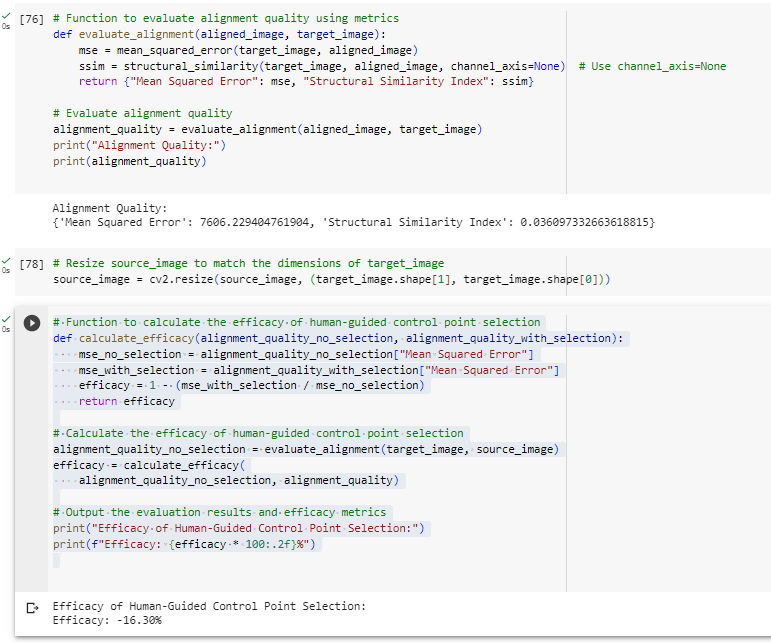 [76] # Function to evaluate alignment quality using metrics
0s
def evaluate_alignment(aligned_image, target_image):
    mse = mean_squared_error(target_image, aligned_image)
    ssim = structural_similarity(target_image, aligned_image, channel_axis=None)  # Use channel_axis=None
    return {"Mean Squared Error": mse, "Structural Similarity Index": ssim}
# Evaluate alignment quality
alignment_quality = evaluate_alignment(aligned_image, target_image)
print("Alignment Quality:")
print(alignment_quality)
Alignment Quality:
{'Mean Squared Error': 7606.229404761904, 'Structural Similarity Index': 0.036097332663618815}
[78] # Resize source_image to match the dimensions of target_image
0s
source_image = cv2.resize(source_image, (target_image.shape[1], target_image.shape[0]))
# Function to calculate the efficacy of human-guided control point selection
0s
def calculate_efficacy(alignment_quality_no_selection, alignment_quality_with_selection):
    mse_no_selection = alignment_quality_no_selection["Mean Squared Error"]
    mse_with_selection = alignment_quality_with_selection["Mean Squared Error"]
    efficacy = 1 - (mse_with_selection / mse_no_selection)
    return efficacy
# Calculate the efficacy of human-guided control point selection
alignment_quality_no_selection = evaluate_alignment(target_image, source_image)
efficacy = calculate_efficacy(
    alignment_quality_no_selection, alignment_quality)
# Output the evaluation results and efficacy metrics
print("Efficacy of Human-Guided Control Point Selection:")
print(f"Efficacy: {efficacy * 100:.2f}%")
Efficacy of Human-Guided Control Point Selection:
Efficacy: -16.30%